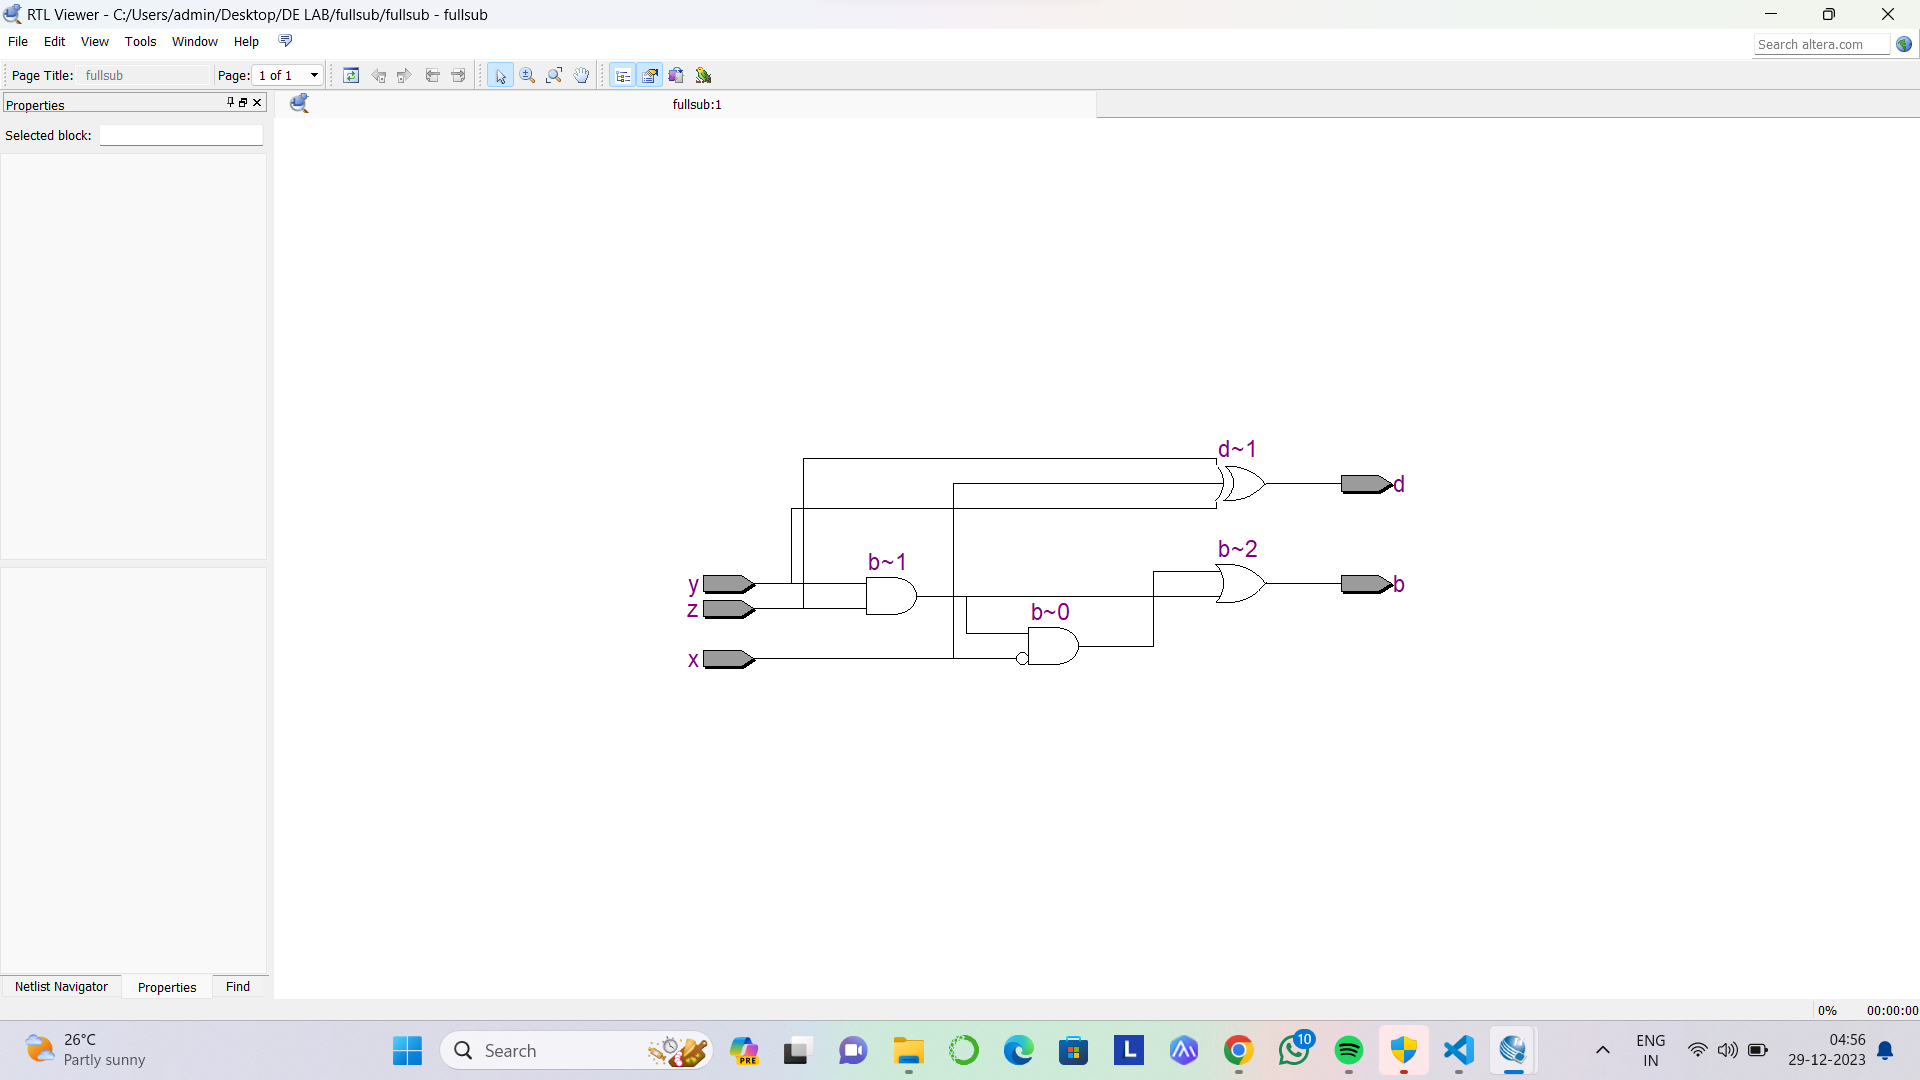 RTL Viewer - C:/Users/admin/Desktop/DE LAB/fullsub/fullsub - fullsub
File Edit View Tools Window Help
Search altera.com
Page Title: fullsub Page: 1 of 1
Properties
fullsub:1
Selected block:
d~1
d
b~2
b~1
y
b
z
b~0
x
Netlist Navigator Properties Find
0% 00:00:00
26°C
Partly sunny
Search
PRE
L
10
ENG
IN
04:56
29-12-2023